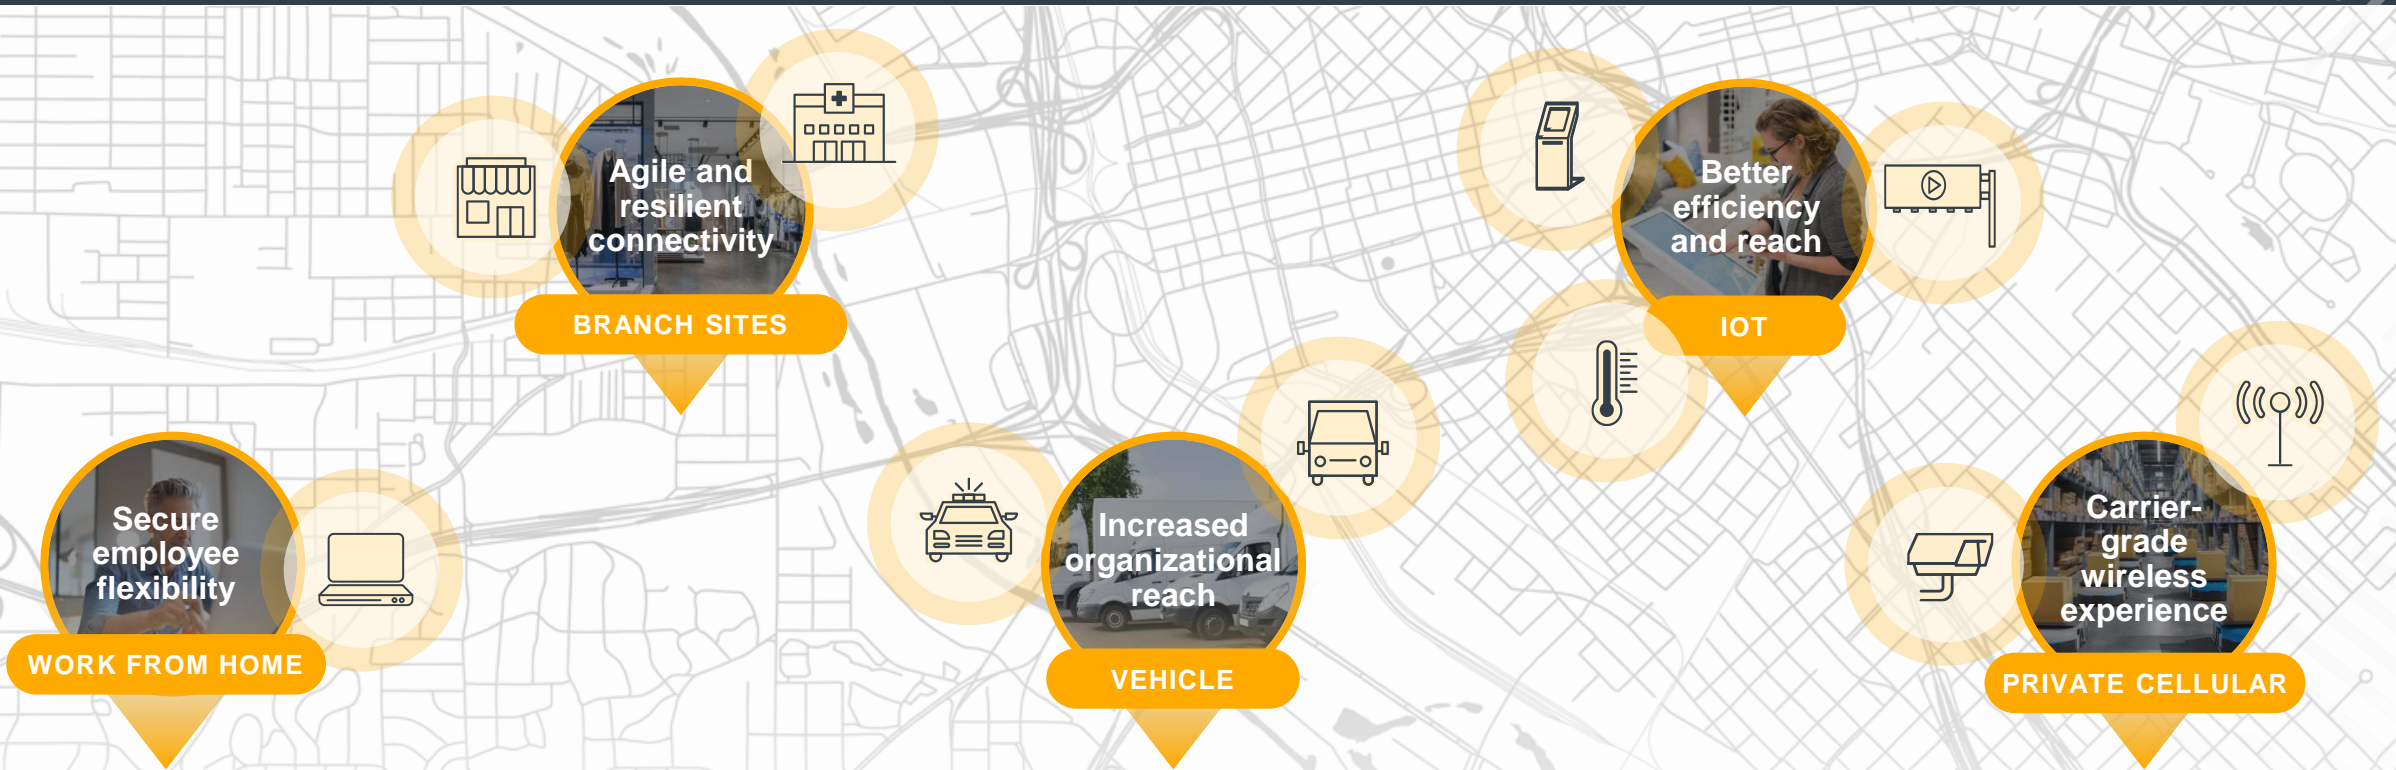 Agile and
resilient
connectivity
BRANCH SITES
Better
efficiency
and reach
IOT
Secure
employee
flexibility
WORK FROM HOME
Increased
organizational
reach
VEHICLE
Carrier-
grade
wireless
experience
PRIVATE CELLULAR